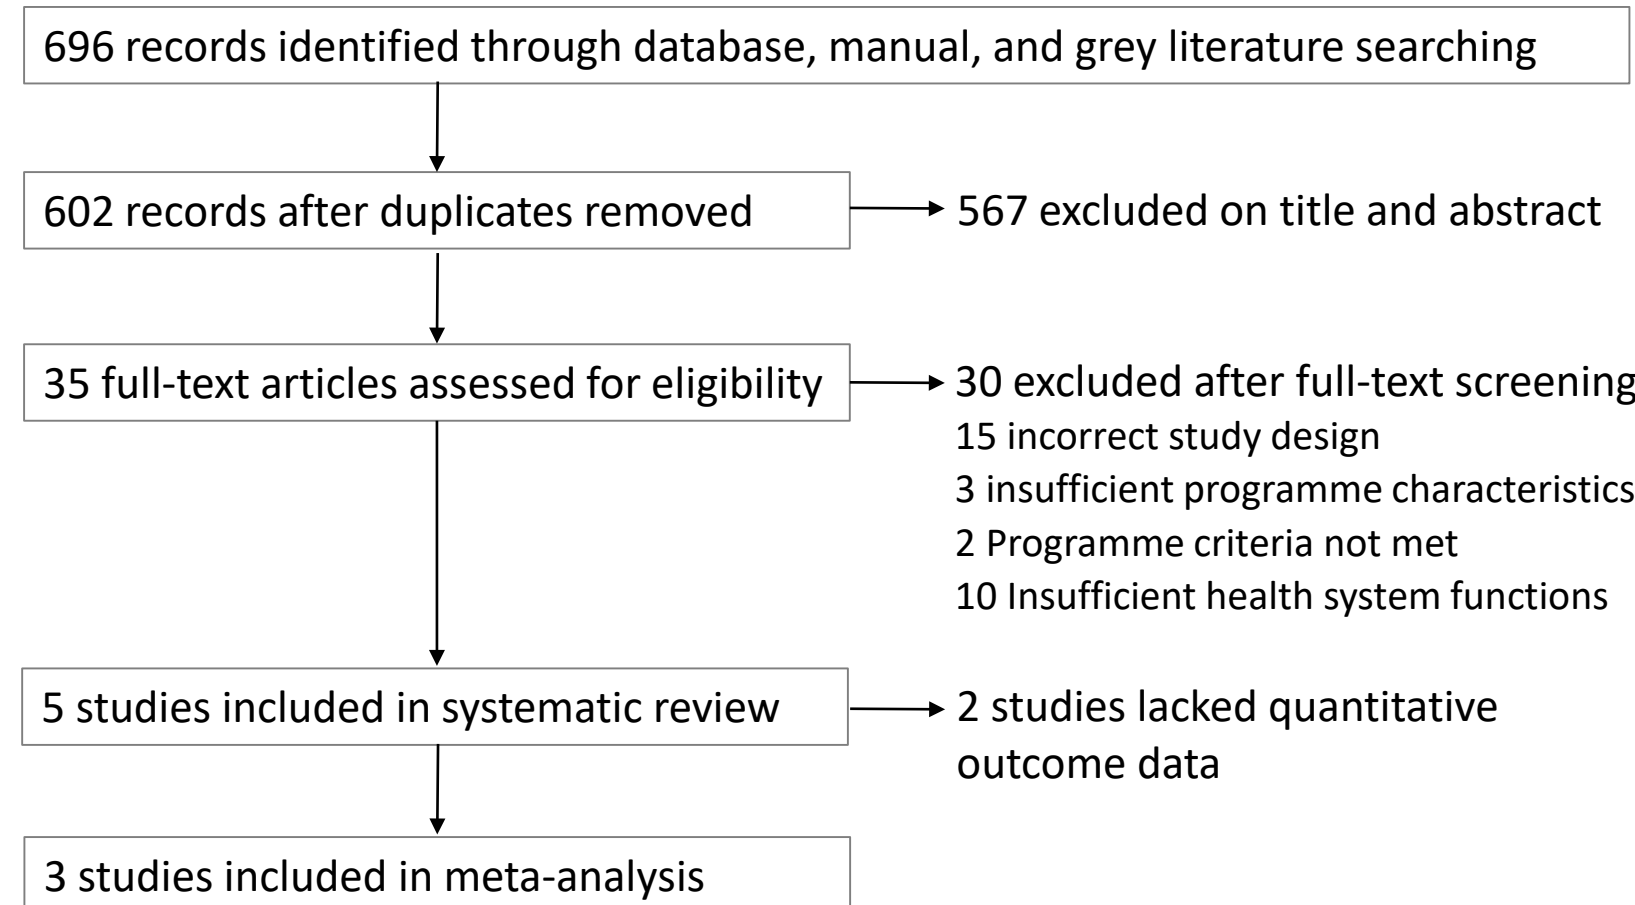 696 records identified through database, manual, and grey literature searching
602 records after duplicates removed
567 excluded on title and abstract
35 full-text articles assessed for eligibility
30 excluded after full-text screening
15 incorrect study design
3 insufficient programme characteristics
2 Programme criteria not met
10 Insufficient health system functions
5 studies included in systematic review
2 studies lacked quantitative
outcome data
3 studies included in meta-analysis